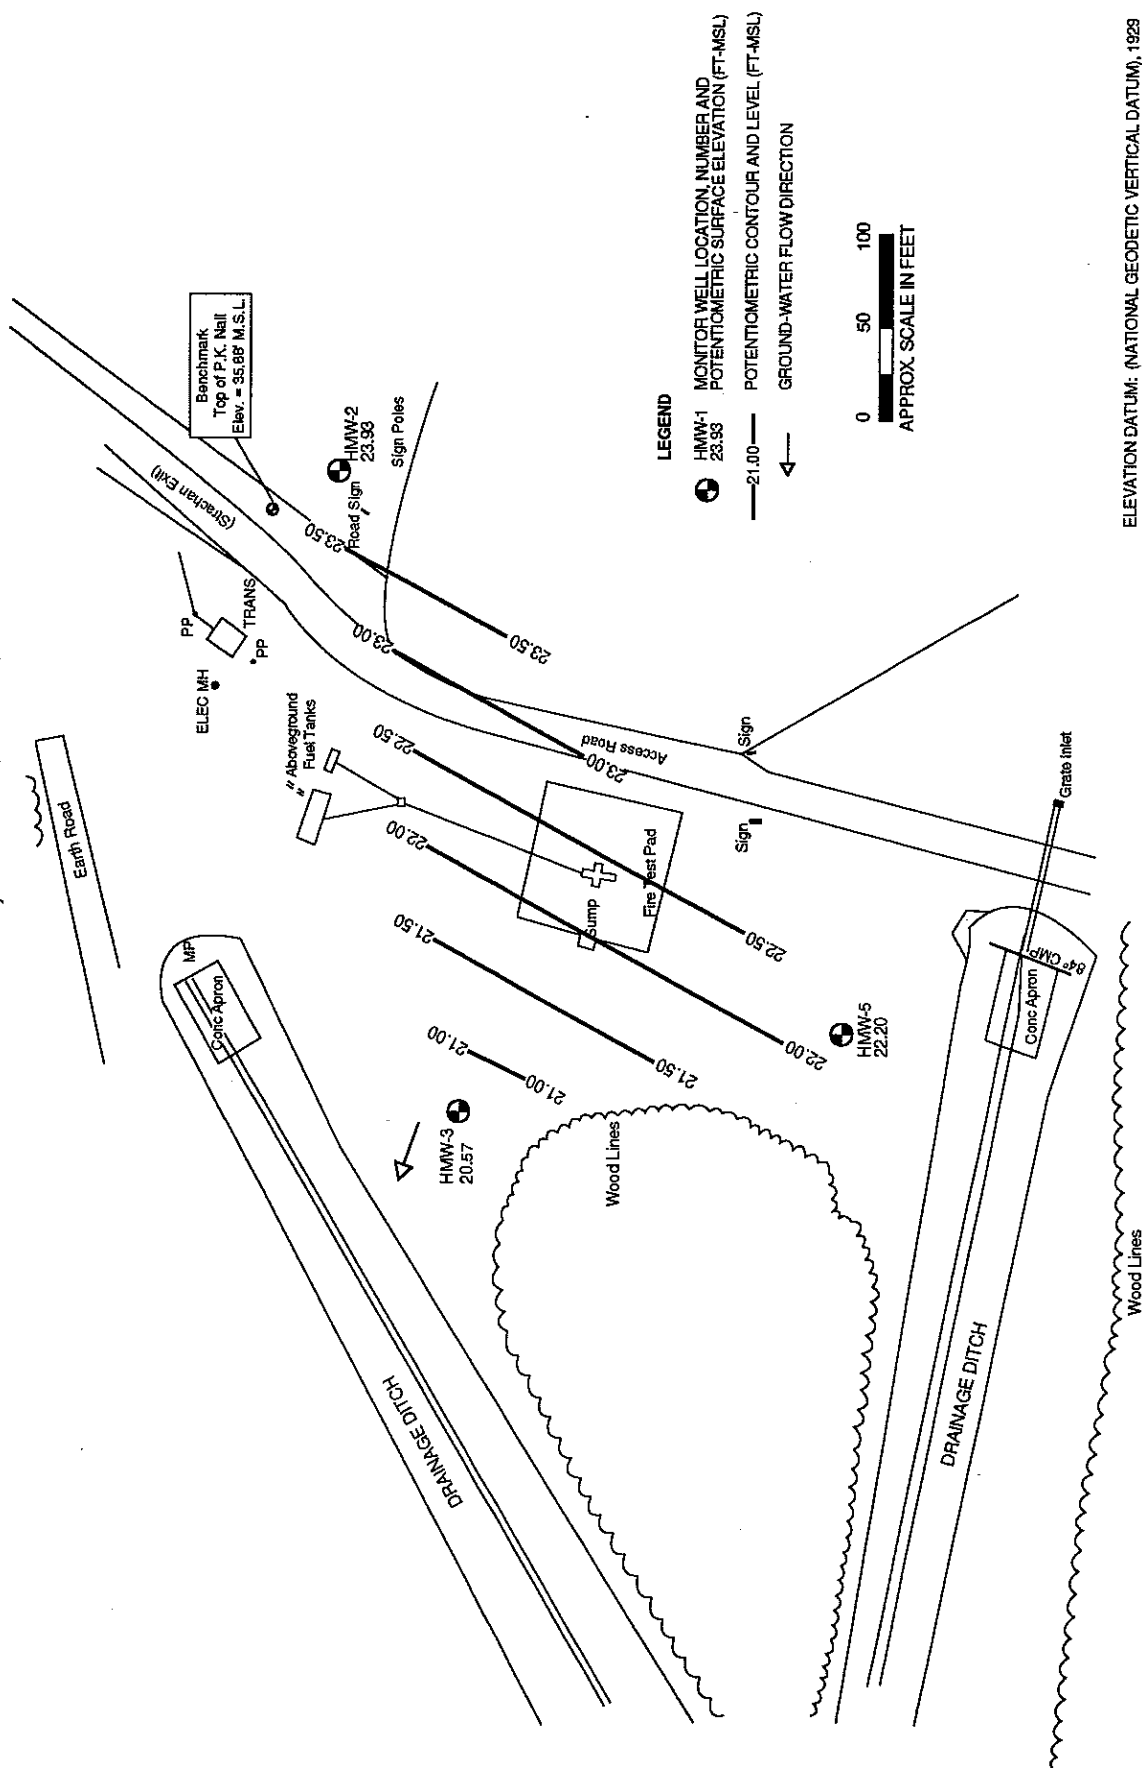 Benchmark
Top of P.K. Nail
Elev. = 35.88' M.S.L.
(Strachan Exit)
HMW-2
23.93
Sign Poles
Road Sign
PP
TRANS
PP
ELEC MH
Aboveground
Fuel Tanks
Earth Road
23.50
23.50
23.00
23.00
22.50
22.50
22.00
22.00
21.50
21.50
21.00
21.00
Access Road
Sign
Sign
Grate Inlet
Fire Test Pad
Sump
MP
Conc Apron
HMW-3
20.57
HMW-5
22.20
84" CMP
Conc Apron
Wood Lines
DRAINAGE DITCH
DRAINAGE DITCH
Wood Lines
LEGEND
HMW-1
23.93
MONITOR WELL LOCATION, NUMBER AND
POTENTIOMETRIC SURFACE ELEVATION (FT-MSL)
21.00
POTENTIOMETRIC CONTOUR AND LEVEL (FT-MSL)
GROUND-WATER FLOW DIRECTION
0 50 100
APPROX. SCALE IN FEET
ELEVATION DATUM: (NATIONAL GEODETIC VERTICAL DATUM), 1929